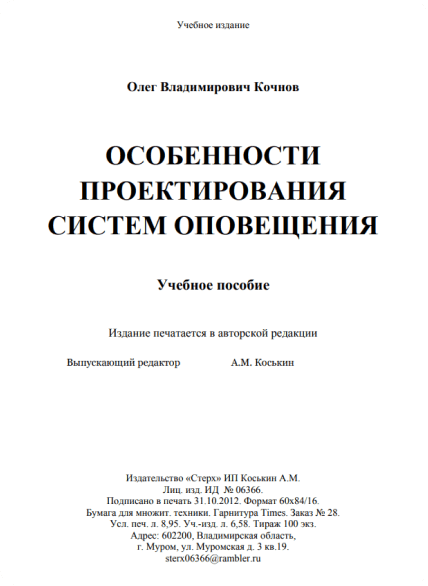 Учебное издание
Олег Владимирович Кочнов
ОСОБЕННОСТИ
ПРОЕКТИРОВАНИЯ
СИСТЕМ ОПОВЕЩЕНИЯ
Учебное пособие
Издание печатается в авторской редакции
Выпускающий редактор А.М. Коськин
Издательство «Стерх» ИП Коськин А.М.
Лиц. изд. ИД № 06366.
Подписано в печать 31.10.2012. Формат 60х84/16.
Бумага для множит. техники. Гарнитура Times. Заказ № 28.
Усл. печ. л. 8,95. Уч.-изд. л. 6,58. Тираж 100 экз.
Адрес: 602200, Владимирская область,
г. Муром, ул. Муромская д. 3 кв.19.
sterx06366@rambler.ru